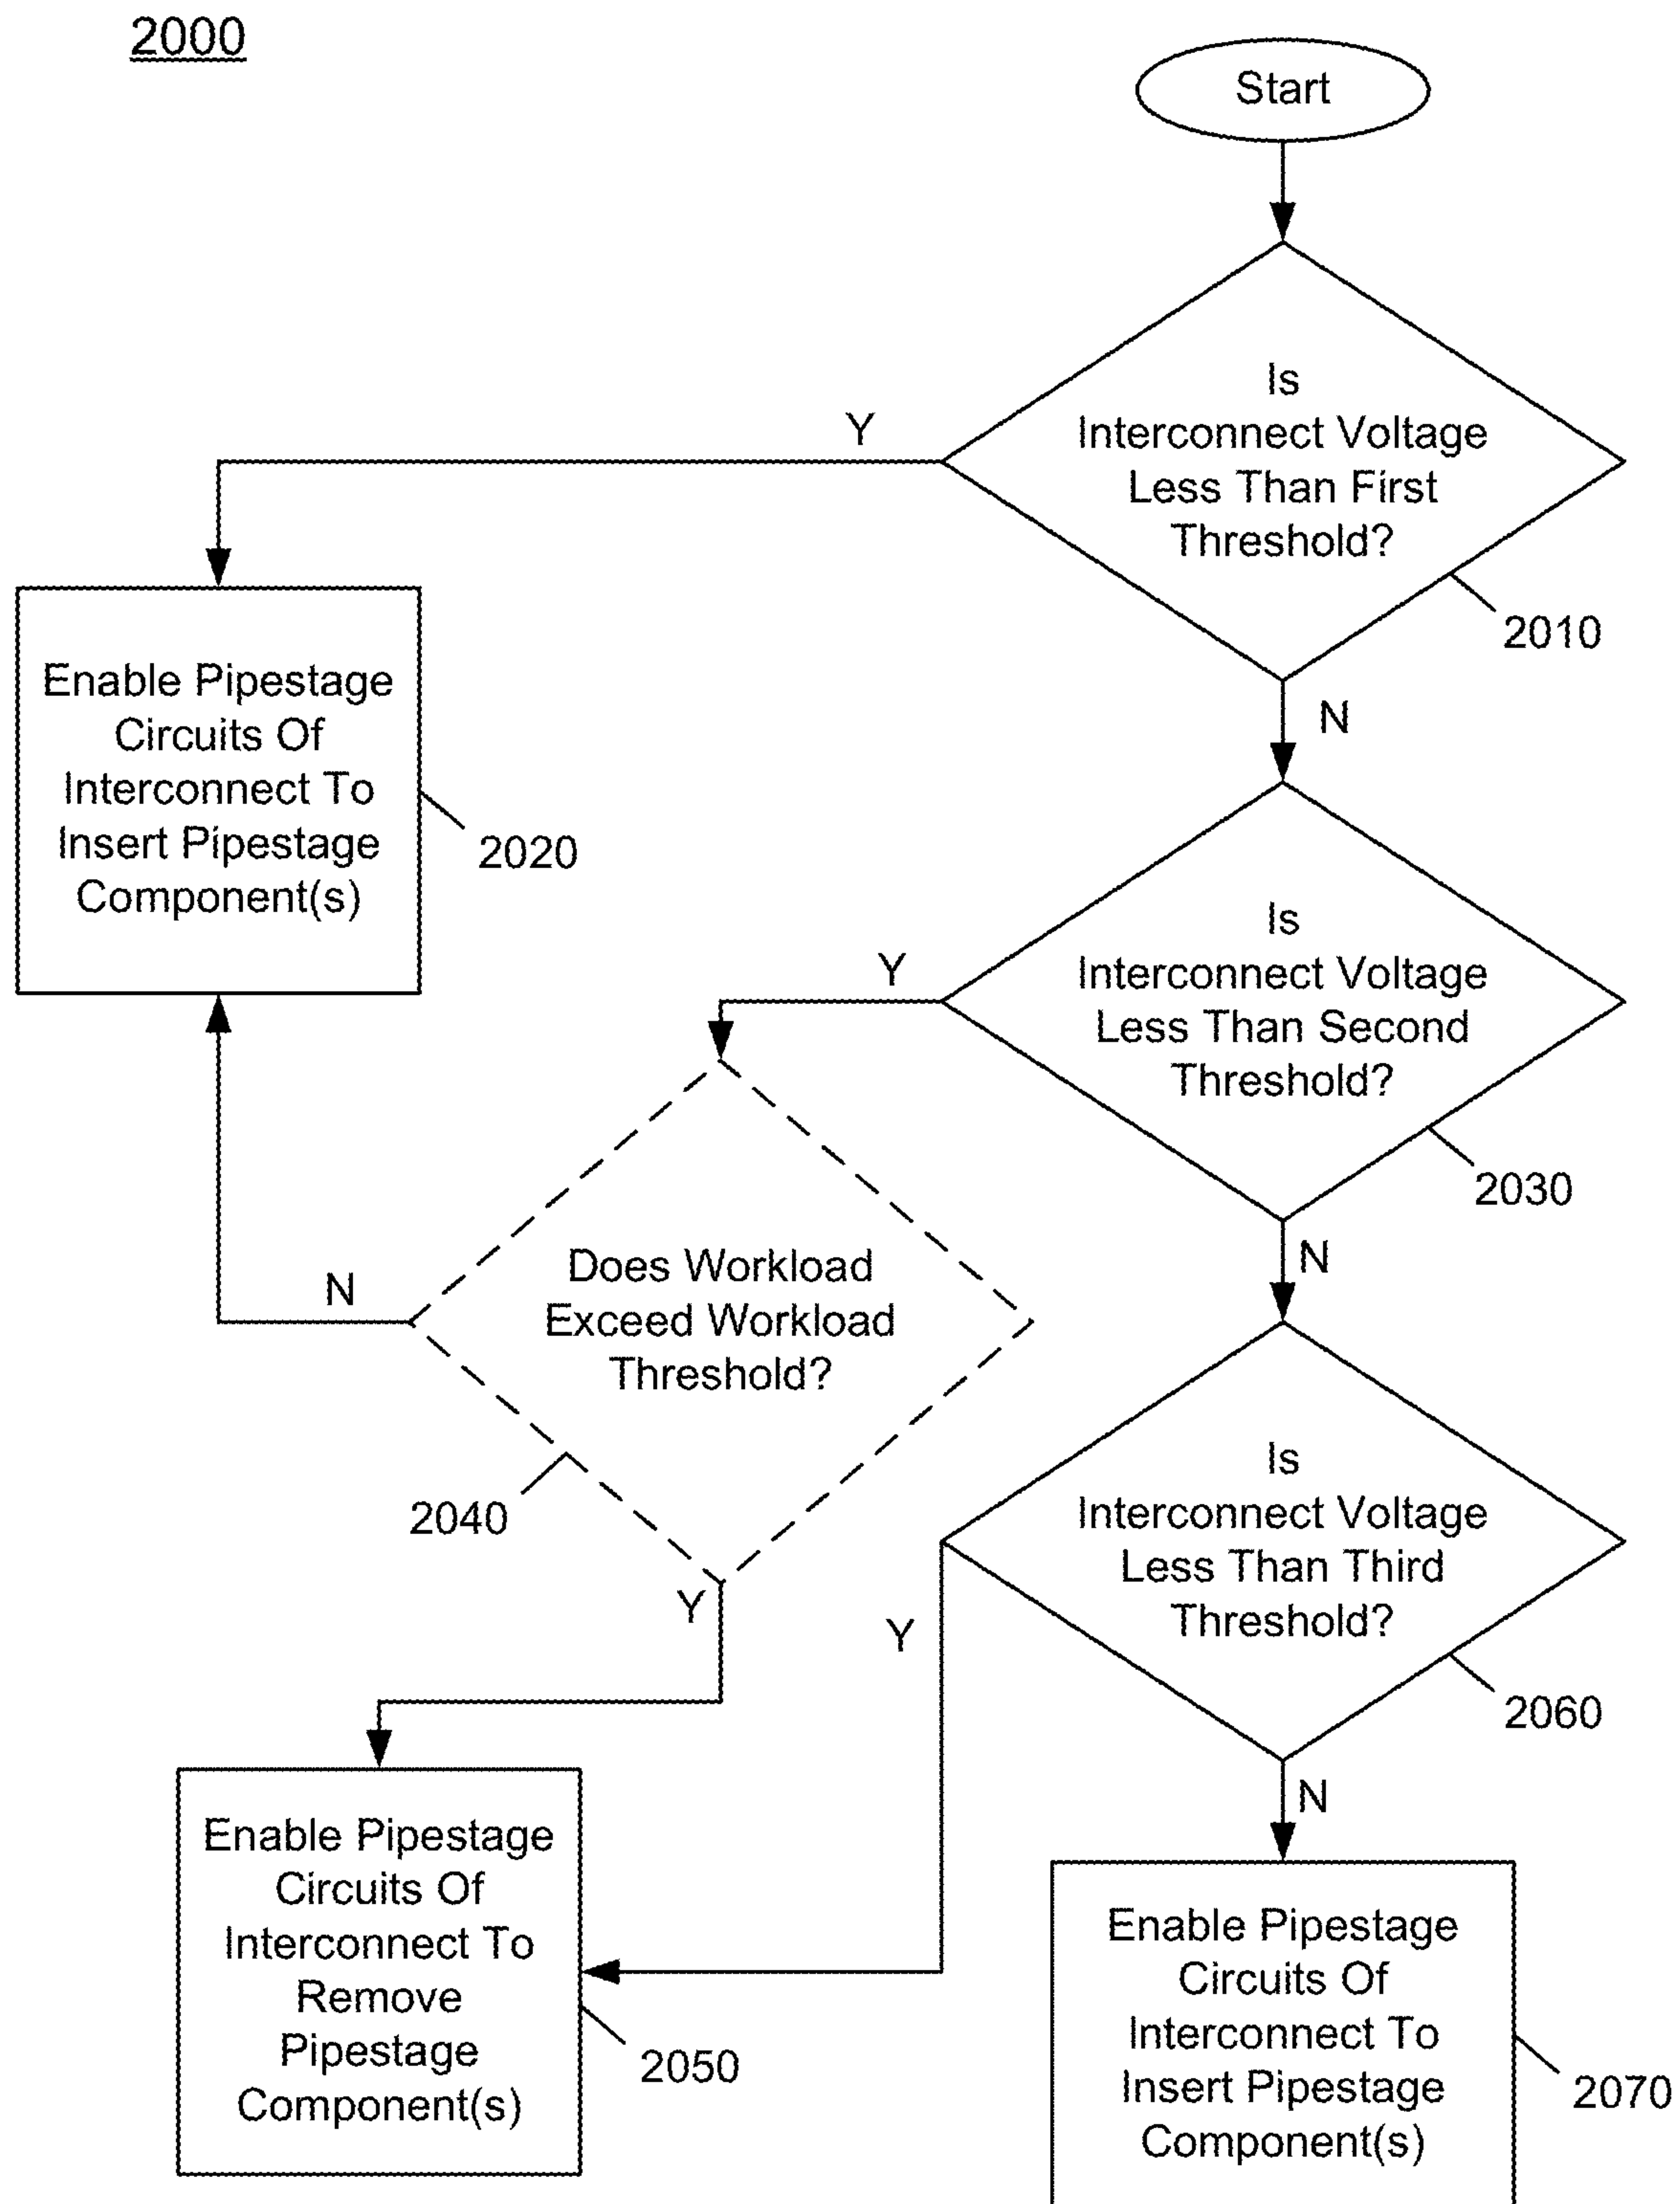 2000
Start
Is
Interconnect Voltage
Less Than First
Threshold?
2010
Y
N
Enable Pipestage
Circuits Of
Interconnect To
Insert Pipestage
Component(s)
2020
Is
Interconnect Voltage
Less Than Second
Threshold?
2030
Y
N
Does Workload
Exceed Workload
Threshold?
2040
N
Y
Is
Interconnect Voltage
Less Than Third
Threshold?
2060
Y
N
Enable Pipestage
Circuits Of
Interconnect To
Remove
Pipestage
Component(s)
2050
Enable Pipestage
Circuits Of
Interconnect To
Insert Pipestage
Component(s)
2070